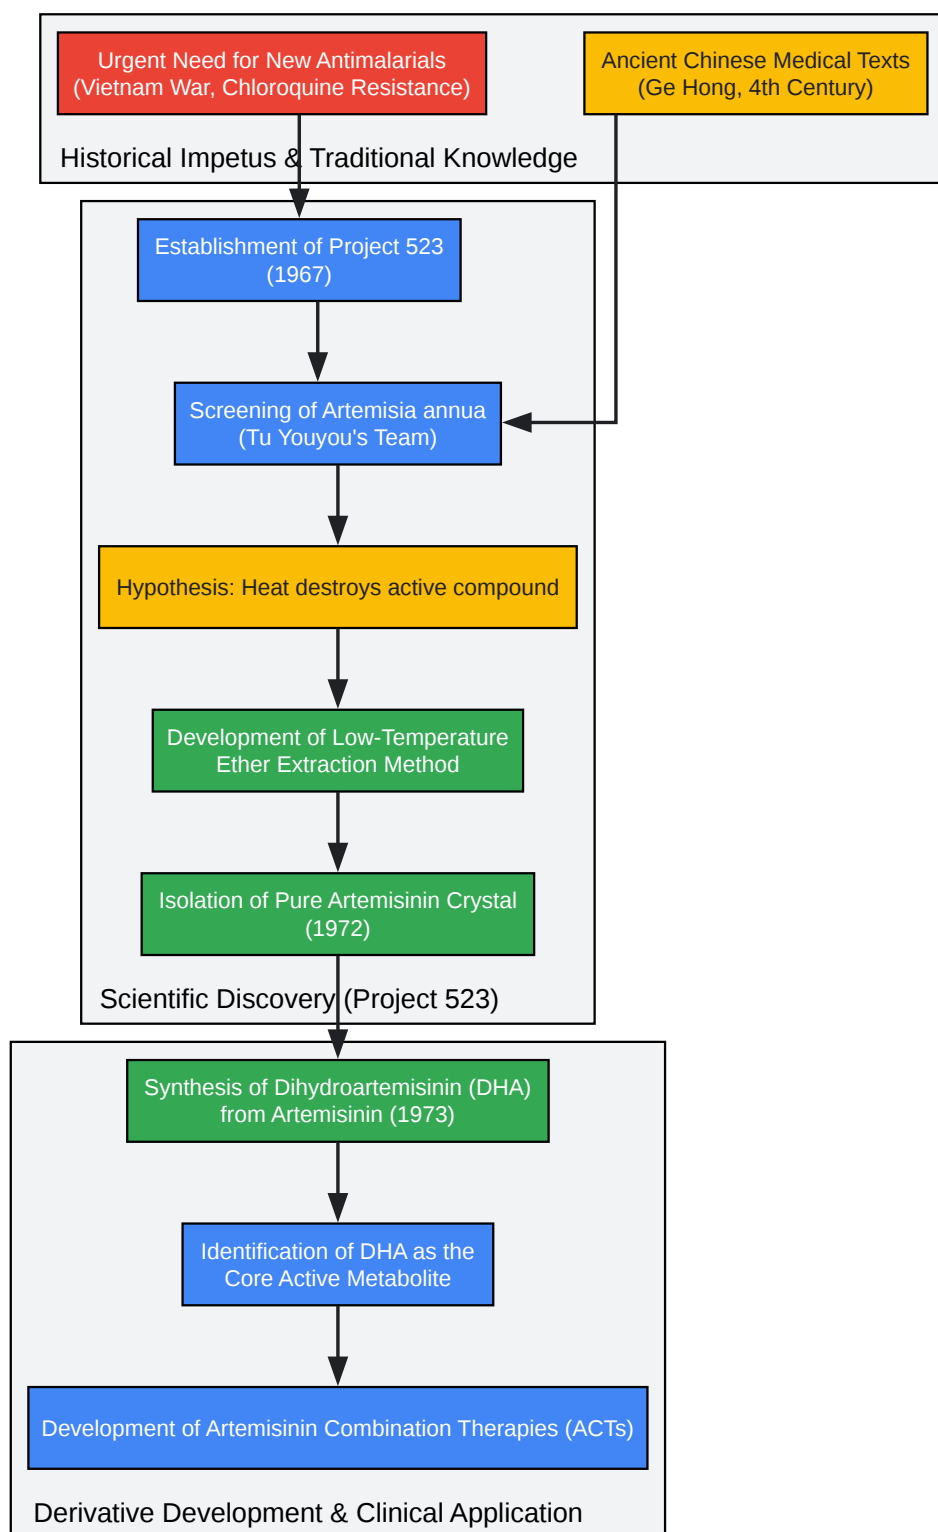 Urgent Need for New Antimalarials
(Vietnam War, Chloroquine Resistance)
Ancient Chinese Medical Texts
(Ge Hong, 4th Century)
Historical Impetus & Traditional Knowledge
Establishment of Project 523
(1967)
Screening of Artemisia annua
(Tu Youyou's Team)
Hypothesis: Heat destroys active compound
Development of Low-Temperature
Ether Extraction Method
Isolation of Pure Artemisinin Crystal
(1972)
Scientific Discovery (Project 523)
Synthesis of Dihydroartemisinin (DHA)
from Artemisinin (1973)
Identification of DHA as the
Core Active Metabolite
Development of Artemisinin Combination Therapies (ACTs)
Derivative Development & Clinical Application